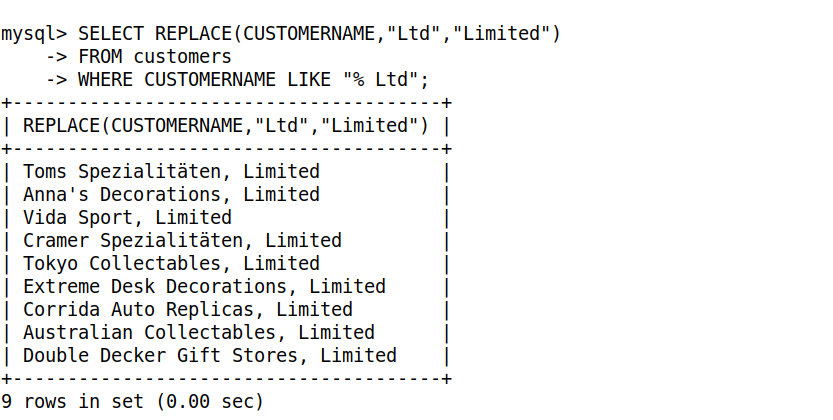 mysql> SELECT REPLACE(CUSTOMERNAME,"Ltd","Limited")
    -> FROM customers
    -> WHERE CUSTOMERNAME LIKE "% Ltd";
+---------------------------------------+
| REPLACE(CUSTOMERNAME,"Ltd","Limited") |
+---------------------------------------+
| Toms Spezialitäten, Limited           |
| Anna's Decorations, Limited           |
| Vida Sport, Limited                   |
| Cramer Spezialitäten, Limited         |
| Tokyo Collectables, Limited           |
| Extreme Desk Decorations, Limited     |
| Corrida Auto Replicas, Limited        |
| Australian Collectables, Limited      |
| Double Decker Gift Stores, Limited    |
+---------------------------------------+
9 rows in set (0.00 sec)